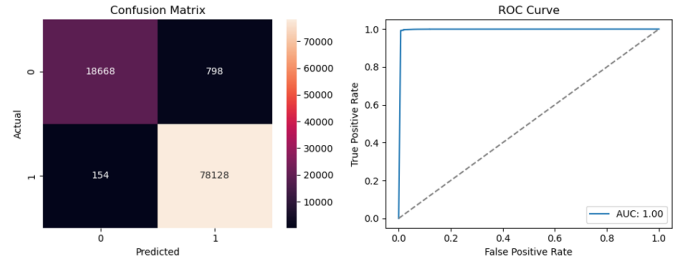 Confusion Matrix
0
1
Actual
18668 798
154 78128
0 1
Predicted
70000
60000
50000
40000
30000
20000
10000
ROC Curve
1.0
0.8
0.6
0.4
0.2
0.0
True Positive Rate
AUC: 1.00
0.0 0.2 0.4 0.6 0.8 1.0
False Positive Rate